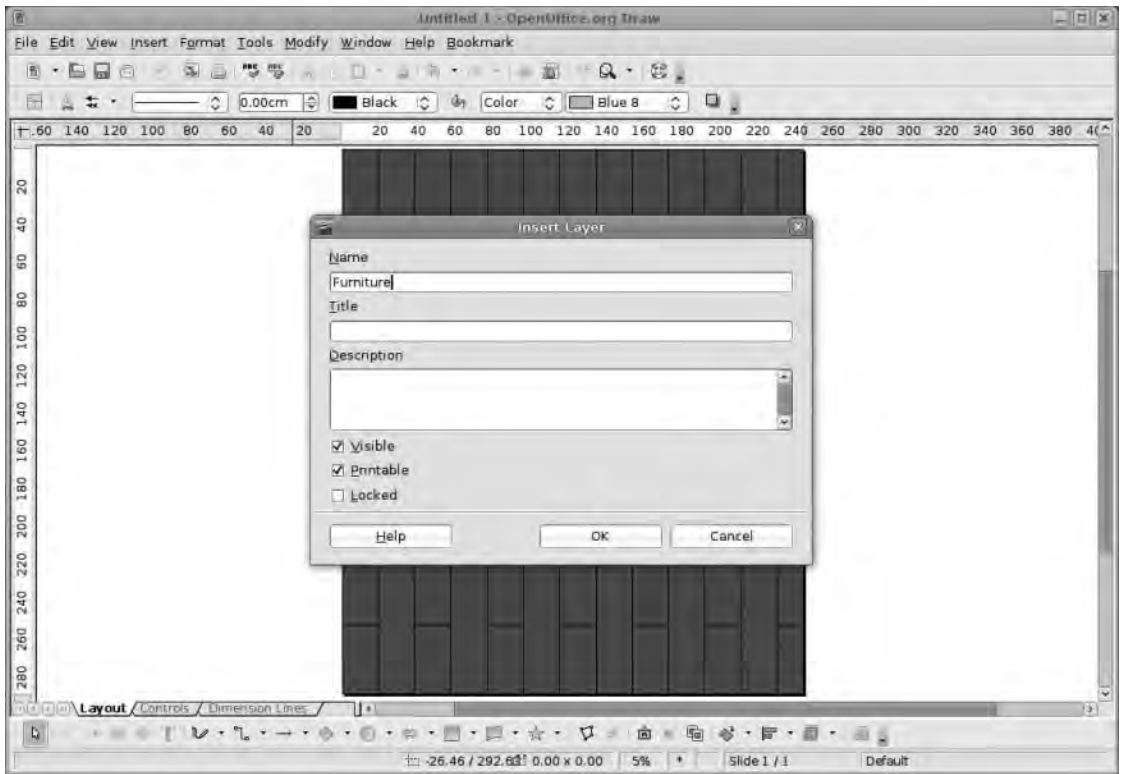 Untitled 1 - OpenOffice.org Draw
File Edit View Insert Format Tools Modify Window Help Bookmark
0.00cm Black Color Blue 8
60 140 120 100 80 60 40 20 20 40 60 80 100 120 140 160 180 200 220 240 260 280 300 320 340 360 380
20
40
60
80
100
120
140
160
180
200
220
240
260
280
Insert Layer
Name
Furniture
Title
Description
Visible
Printable
Locked
Help OK Cancel
Layout Controls Dimension Lines
-26.46 / 0.00 x 0.00 5% * Slide 1 / 1 Default